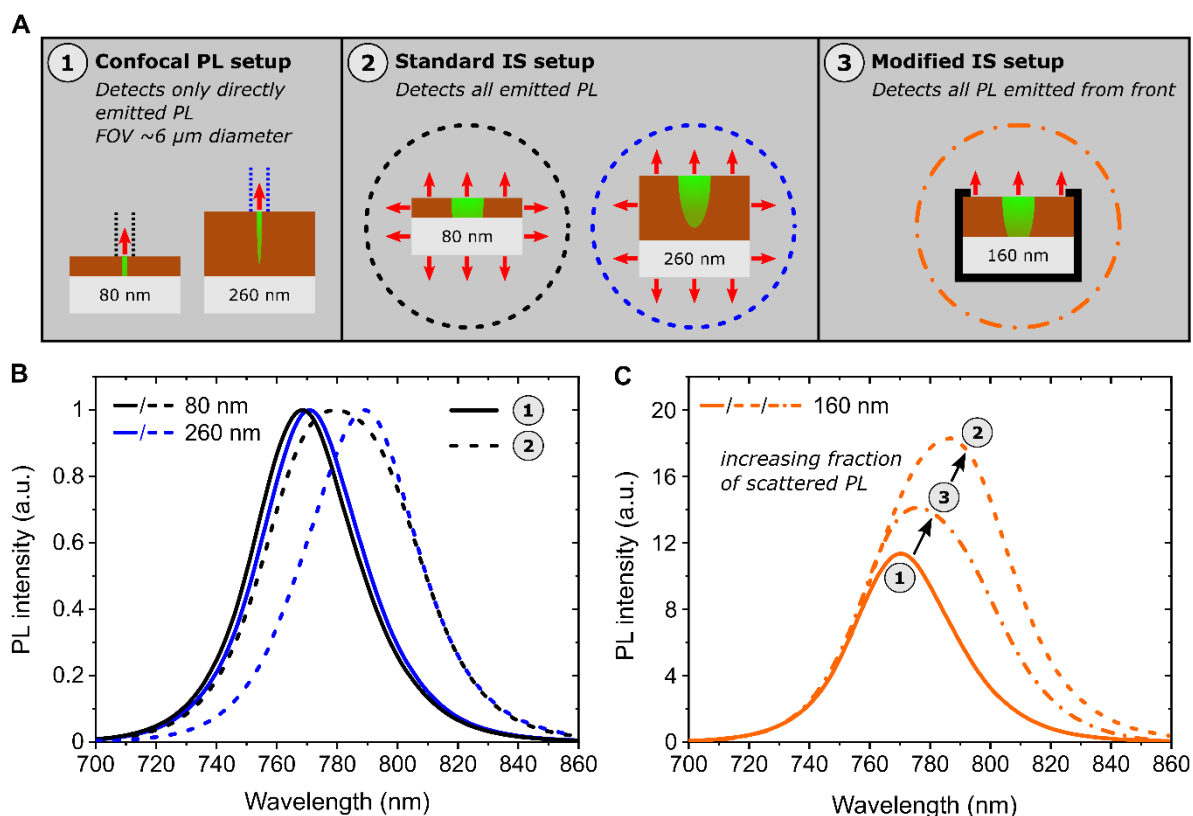 A
1 Confocal PL setup
Detects only directly
emitted PL
FOV ~6 µm diameter
80 nm
260 nm
2 Standard IS setup
Detects all emitted PL
80 nm
260 nm
3 Modified IS setup
Detects all PL emitted from front
160 nm
B
PL intensity (a.u.)
1
0.8
0.6
0.4
0.2
0
/ 80 nm
/ 260 nm
1
2
700 720 740 760 780 800 820 840 860
Wavelength (nm)
C
PL intensity (a.u.)
20
16
12
8
4
0
/ / 160 nm
increasing fraction
of scattered PL
2
3
1
700 720 740 760 780 800 820 840 860
Wavelength (nm)